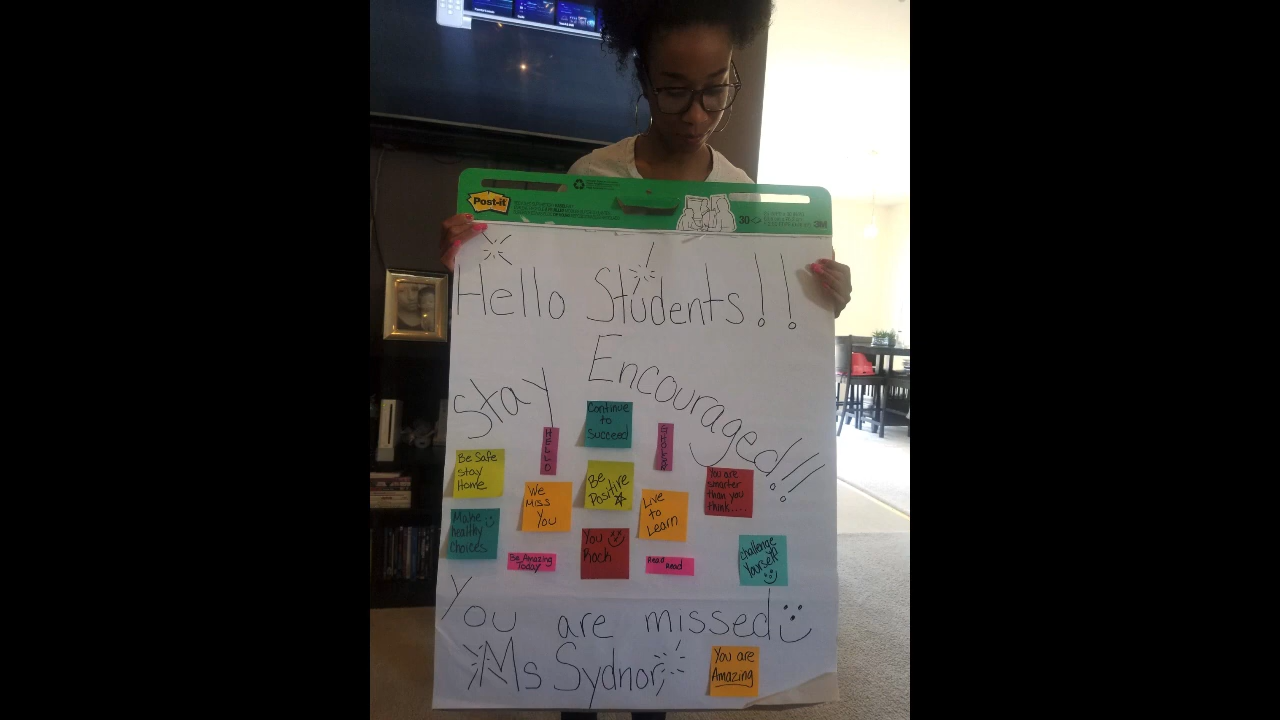 Post-it
30
3M
Hello Students!!
Stay Encouraged!!!
Continue
to
Succeed
HELLO
Be Safe
Stay
Home
We
Miss
You
Be
Positive
Live
to
Learn
You are
smarter
than you
think....
Make
healthy
choices
Be Amazing
Today
You
Rock
Read
Read
Challenge
Yourself
You are missed
Ms Sydnor
You are
Amazing